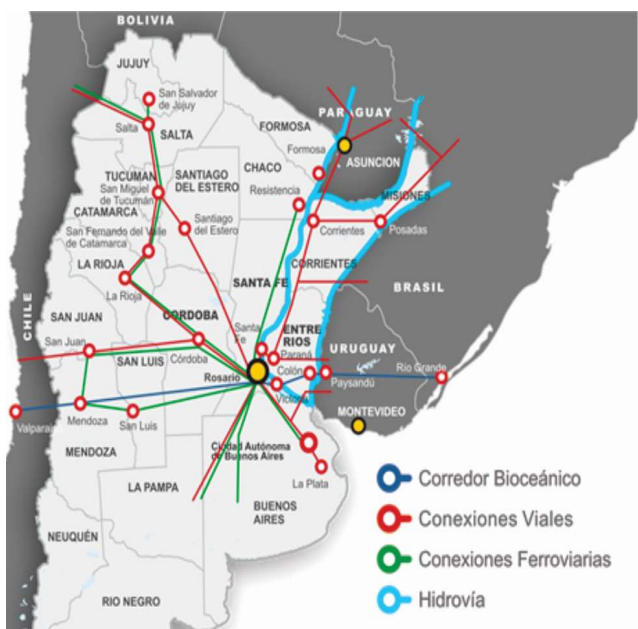 BOLIVIA
JUJUY
San Salvador
de Jujuy
Salta
SALTA
FORMOSA
PARAGUAY
Formosa
ASUNCION
CHACO
TUCUMAN
San Miguel
de Tucumán
SANTIAGO
DEL ESTERO
Resistencia
MISIONES
CATAMARCA
San Fernando del Valle
de Catamarca
Santiago
del Estero
Corrientes
Posadas
LA RIOJA
La Rioja
CORRIENTES
SANTA FE
BRASIL
CHILE
SAN JUAN
San Juan
CORDOBA
Córdoba
Santa
Fe
ENTRE
RIOS
Paraná
URUGUAY
SAN LUIS
Rosario
Colón
Paysandú
Río Grande
Victoria
Valparaís
Mendoza
San Luis
MONTEVIDEO
MENDOZA
Ciudad Autónoma
de Buenos Aires
La Plata
LA PAMPA
BUENOS
AIRES
NEUQUÉN
RIO NEGRO
Corredor Bioceánico
Conexiones Viales
Conexiones Ferroviarias
Hidrovía